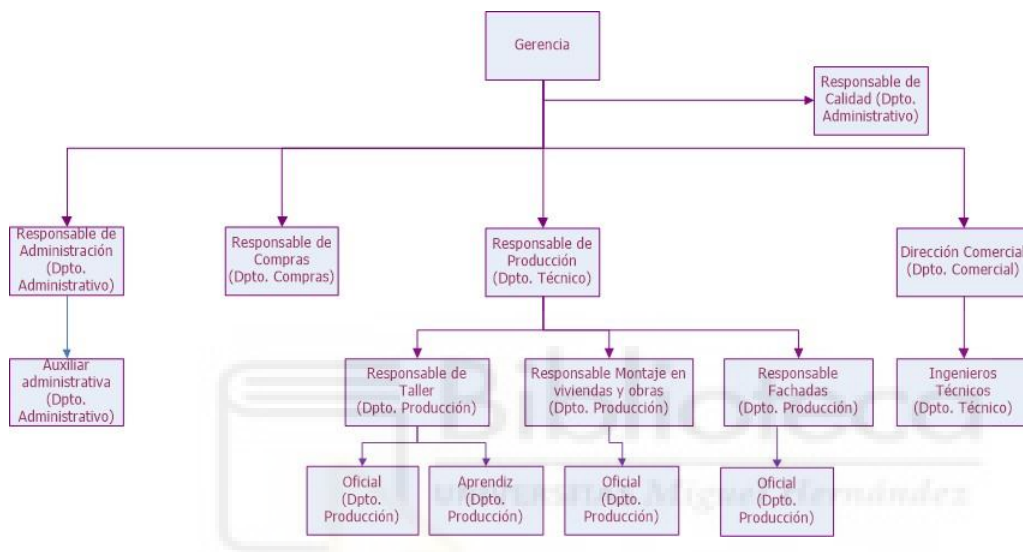 Gerencia
Responsable de
Calidad (Dpto.
Administrativo)
Responsable de
Administración
(Dpto.
Administrativo)
Responsable de
Compras
(Dpto. Compras)
Responsable de
Producción
(Dpto. Técnico)
Dirección Comercial
(Dpto. Comercial)
Auxiliar
administrativa
(Dpto.
Administrativo)
Responsable de
Taller
(Dpto. Producción)
Responsable Montaje en
viviendas y obras
(Dpto. Producción)
Responsable
Fachadas
(Dpto. Producción)
Ingenieros
Técnicos
(Dpto. Técnico)
Biblioteca
Oficial
(Dpto.
Producción)
Aprendiz
(Dpto.
Producción)
Oficial
(Dpto.
Producción)
Oficial
(Dpto.
Producción)
Miguel Hernández